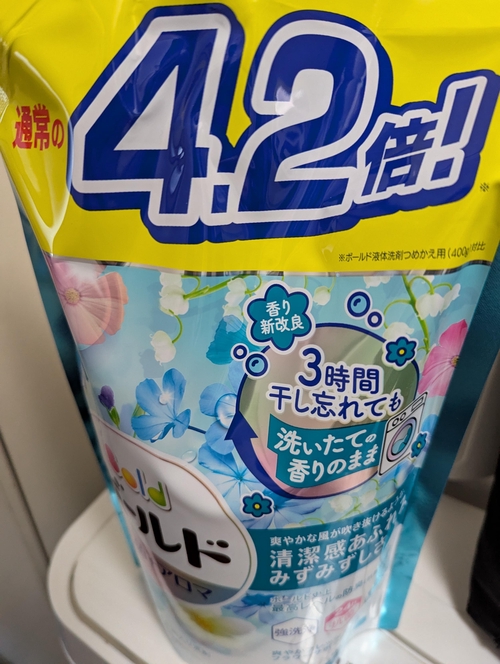 通常の
4.2倍!
※
※ボールド液体洗剤つめかえ用(400g)対比
香り
新改良
3時間
干し忘れても
洗いたての
香りのまま
bold
ボールド
アロマ
爽やかな風が吹き抜けるよう
清潔感あふれ
みずみずしさ